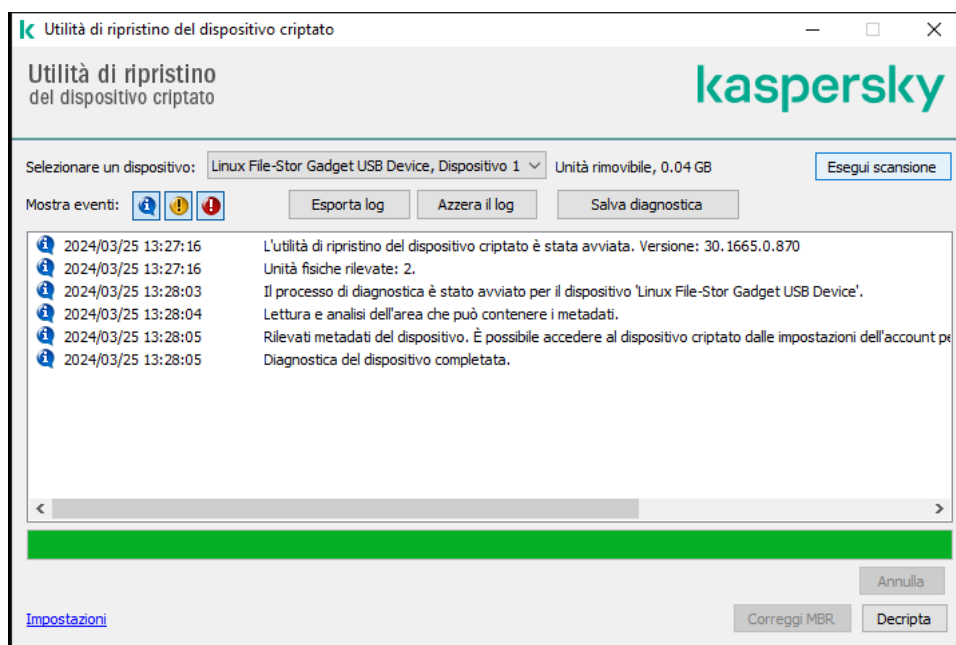 Utilità di ripristino del dispositivo criptato
Utilità di ripristino
del dispositivo criptato
kaspersky
Selezionare un dispositivo: Linux File-Stor Gadget USB Device, Dispositivo 1 Unità rimovibile, 0.04 GB Esegui scansione
Mostra eventi: Esporta log Azzera il log Salva diagnostica
2024/03/25 13:27:16 L'utilità di ripristino del dispositivo criptato è stata avviata. Versione: 30.1665.0.870
2024/03/25 13:27:16 Unità fisiche rilevate: 2.
2024/03/25 13:28:03 Il processo di diagnostica è stato avviato per il dispositivo 'Linux File-Stor Gadget USB Device'.
2024/03/25 13:28:04 Lettura e analisi dell'area che può contenere i metadati.
2024/03/25 13:28:05 Rilevati metadati del dispositivo. È possibile accedere al dispositivo criptato dalle impostazioni dell'account pe
2024/03/25 13:28:05 Diagnostica del dispositivo completata.
Annulla
Impostazioni Correggi MBR Decripta